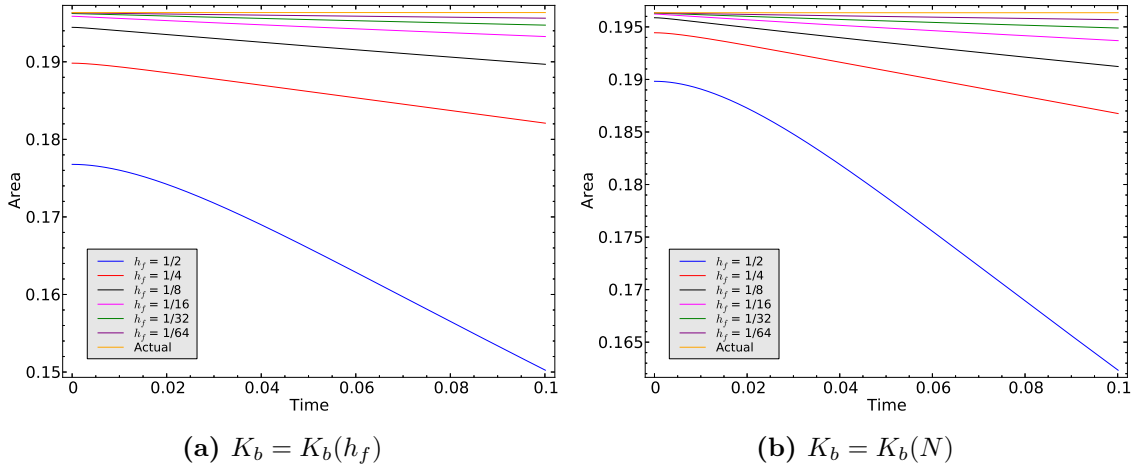 0.19
0.18
0.17
0.16
0.15
Area
h_f = 1/2
h_f = 1/4
h_f = 1/8
h_f = 1/16
h_f = 1/32
h_f = 1/64
Actual
0 0.02 0.04 0.06 0.08 0.1
Time
(a) K_b = K_b(h_f)
0.195
0.19
0.185
0.18
0.175
0.17
0.165
Area
h_f = 1/2
h_f = 1/4
h_f = 1/8
h_f = 1/16
h_f = 1/32
h_f = 1/64
Actual
0 0.02 0.04 0.06 0.08 0.1
Time
(b) K_b = K_b(N)